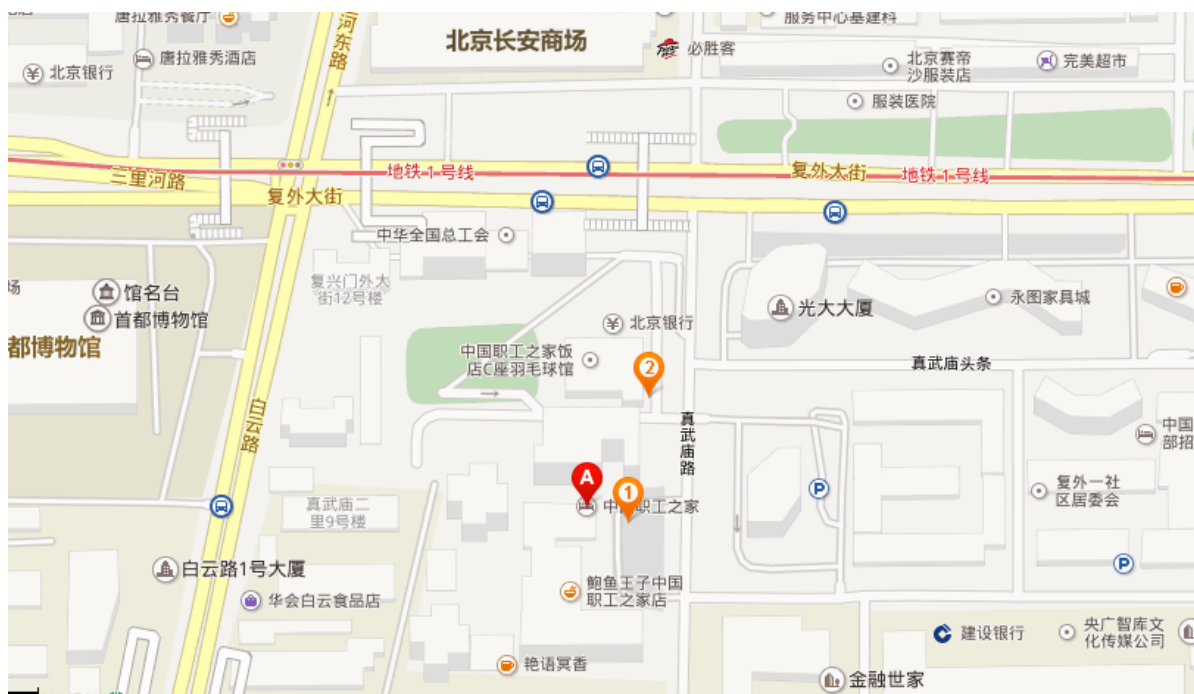 唐拉雅秀餐厅
河东路
北京长安商场
必胜客
服务中心基建科
唐拉雅秀酒店
北京银行
北京赛帝
沙服装店
完美超市
服装医院
地铁1号线
复外大街
地铁1号线
三里河路
复外大街
中华全国总工会
复兴门外大
街12号楼
场
馆名台
首都博物馆
都博物馆
永图家具城
光大大厦
北京银行
中国职工之家饭
店C座羽毛球馆
2
真武庙头条
白云路
真武庙路
中国
部招
A
1
中国职工之家
P
复外一社
区居委会
真武庙二
里9号楼
白云路1号大厦
华会白云食品店
鲍鱼王子中国
职工之家店
P
建设银行
央广智库文
化传媒公司
艳语冥香
金融世家